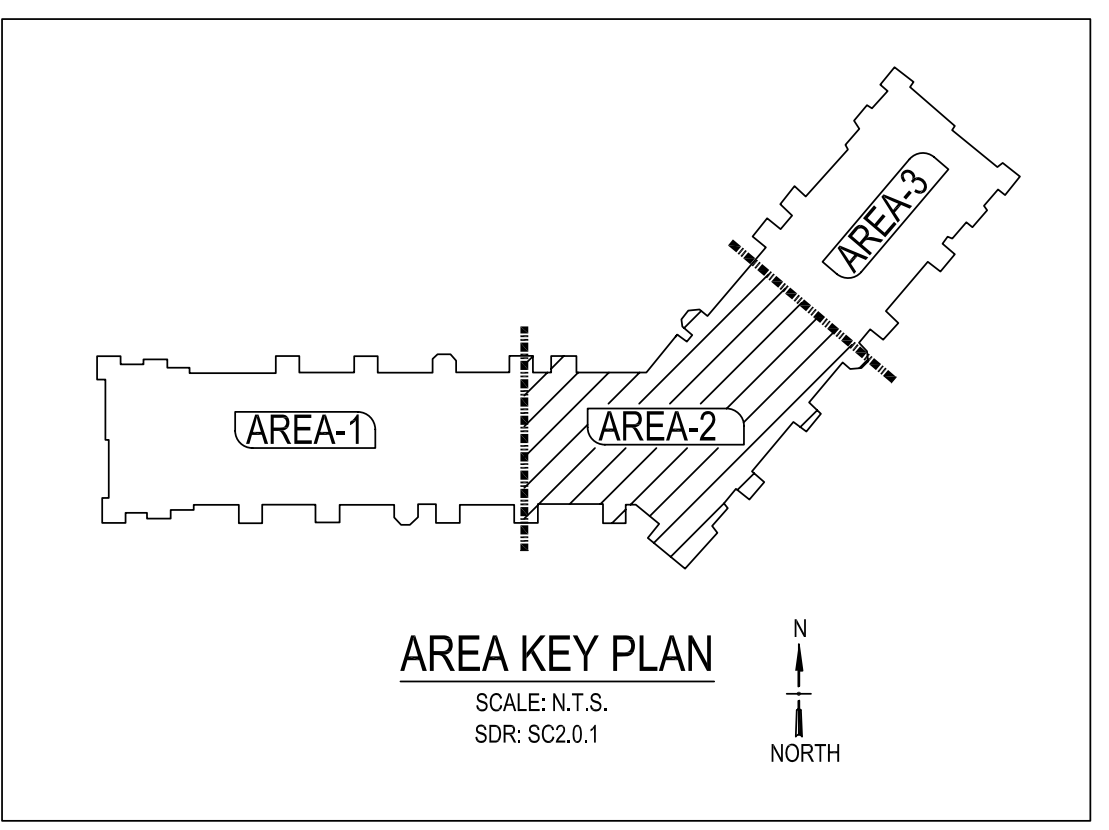 AREA-3
AREA-1
AREA-2
AREA KEY PLAN
SCALE: N.T.S.
SDR: SC2.0.1
N
NORTH